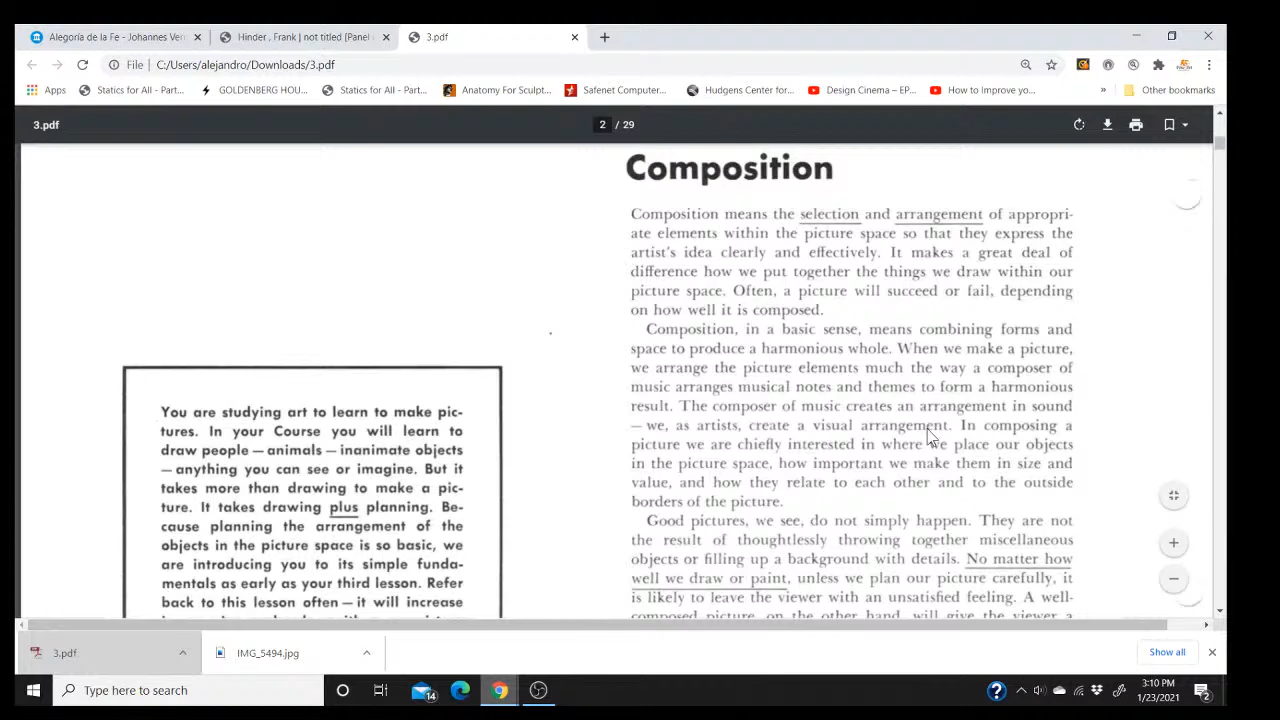 Alegoría de la Fe - Johannes Ver
Hinder , Frank | not titled [Panel
3.pdf
File | C:/Users/alejandro/Downloads/3.pdf
Apps
Statics for All - Part...
GOLDENBERG HOU...
Statics for All - Part...
Anatomy For Sculpt...
Safenet Computer...
Hudgens Center for...
Design Cinema – EP...
How to Improve yo...
»
Other bookmarks
3.pdf
2 / 29
You are studying art to learn to make pic-
tures. In your Course you will learn to
draw people — animals — inanimate objects
— anything you can see or imagine. But it
takes more than drawing to make a pic-
ture. It takes drawing plus planning. Be-
cause planning the arrangement of the
objects in the picture space is so basic, we
are introducing you to its simple funda-
mentals as early as your third lesson. Refer
back to this lesson often — it will increase
Composition
Composition means the selection and arrangement of appropri-
ate elements within the picture space so that they express the
artist's idea clearly and effectively. It makes a great deal of
difference how we put together the things we draw within our
picture space. Often, a picture will succeed or fail, depending
on how well it is composed.
Composition, in a basic sense, means combining forms and
space to produce a harmonious whole. When we make a picture,
we arrange the picture elements much the way a composer of
music arranges musical notes and themes to form a harmonious
result. The composer of music creates an arrangement in sound
— we, as artists, create a visual arrangement. In composing a
picture we are chiefly interested in where we place our objects
in the picture space, how important we make them in size and
value, and how they relate to each other and to the outside
borders of the picture.
Good pictures, we see, do not simply happen. They are not
the result of thoughtlessly throwing together miscellaneous
objects or filling up a background with details. No matter how
well we draw or paint, unless we plan our picture carefully, it
is likely to leave the viewer with an unsatisfied feeling. A well-
composed picture, on the other hand, will give the viewer a
3.pdf
IMG_5494.jpg
Show all
Type here to search
14
3:10 PM
1/23/2021
2